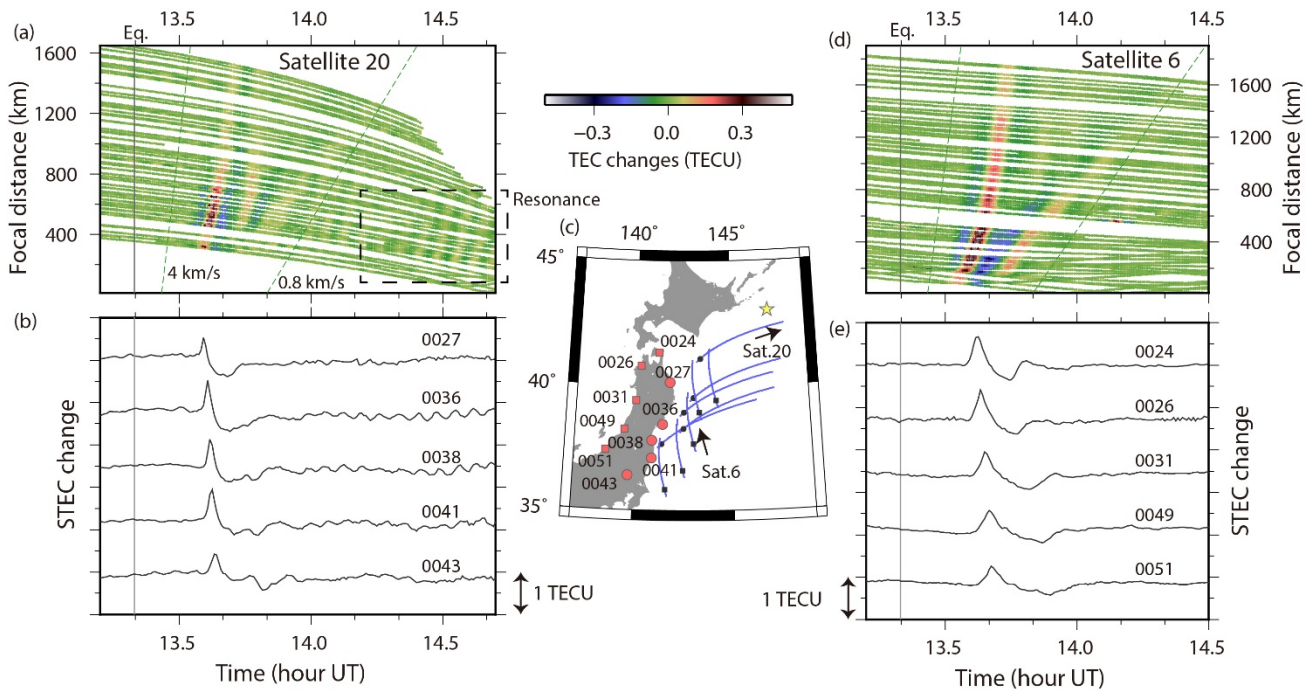 13.5 14.0 14.5
(a) Eq.
Satellite 20
1600
1200
800
400
Focal distance (km)
4 km/s
0.8 km/s
Resonance
−0.3 0.0 0.3
TEC changes (TECU)
13.5 14.0 14.5
(d) Eq.
Satellite 6
1600
1200
800
400
Focal distance (km)
(c)
140° 145°
45°
40°
35°
0024
0026
0027
0031
0036
0049
0038
0051
0041
0043
Sat.20
Sat.6
(b)
0027
0036
0038
0041
0043
STEC change
1 TECU
13.5 14.0 14.5
Time (hour UT)
(e)
0024
0026
0031
0049
0051
STEC change
1 TECU
13.5 14.0 14.5
Time (hour UT)